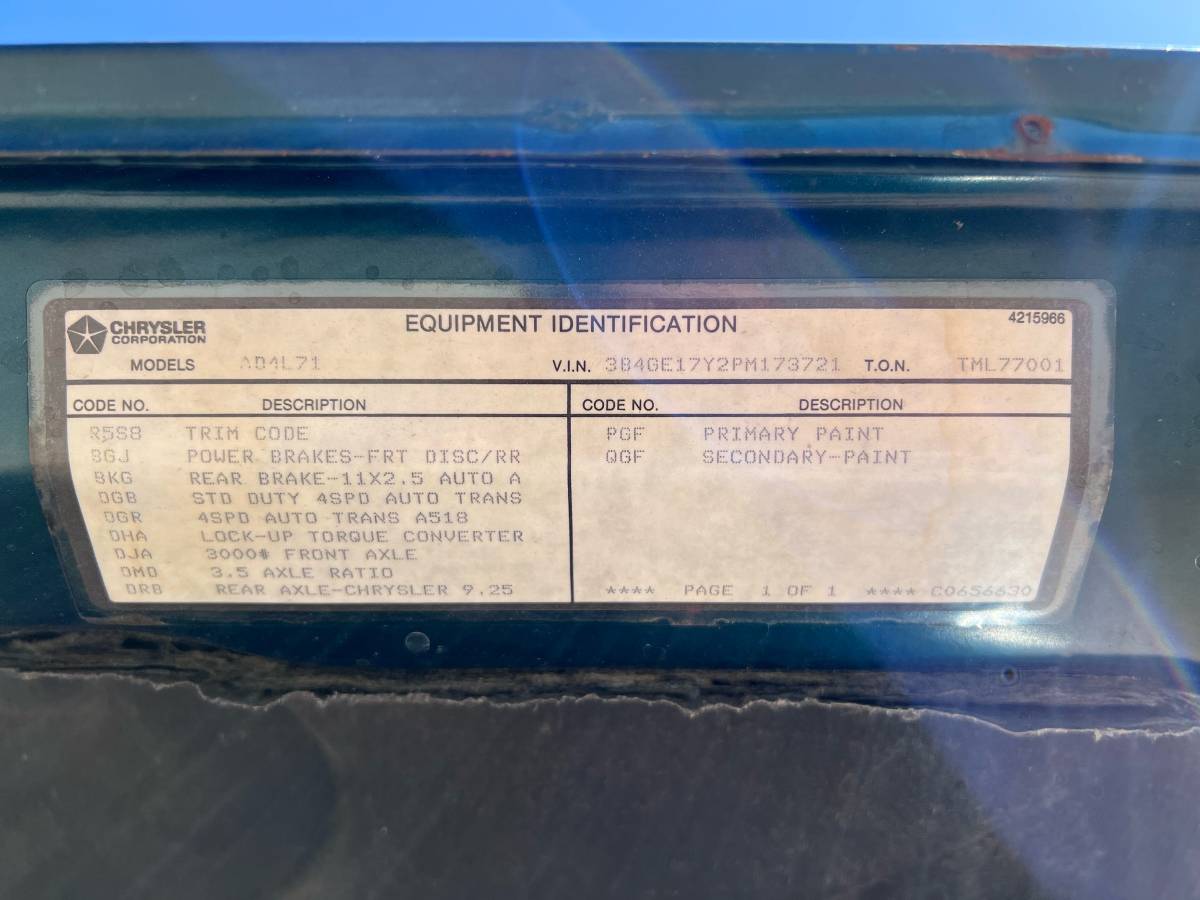 CHRYSLER CORPORATION
EQUIPMENT IDENTIFICATION
4215966
MODELS AD4L71 V.I.N. 3B4GE17Y2PM173721 T.O.N. TML77001
CODE NO. DESCRIPTION CODE NO. DESCRIPTION
R5S8 TRIM CODE
BGJ POWER BRAKES-FRT DISC/RR
BKG REAR BRAKE-11X2.5 AUTO A
DGB STD DUTY 4SPD AUTO TRANS
DGR 4SPD AUTO TRANS A518
DHA LOCK-UP TORQUE CONVERTER
DJA 3000# FRONT AXLE
DMD 3.5 AXLE RATIO
DRB REAR AXLE-CHRYSLER 9.25
PGF PRIMARY PAINT
QGF SECONDARY-PAINT
**** PAGE 1 OF 1 **** C0656630